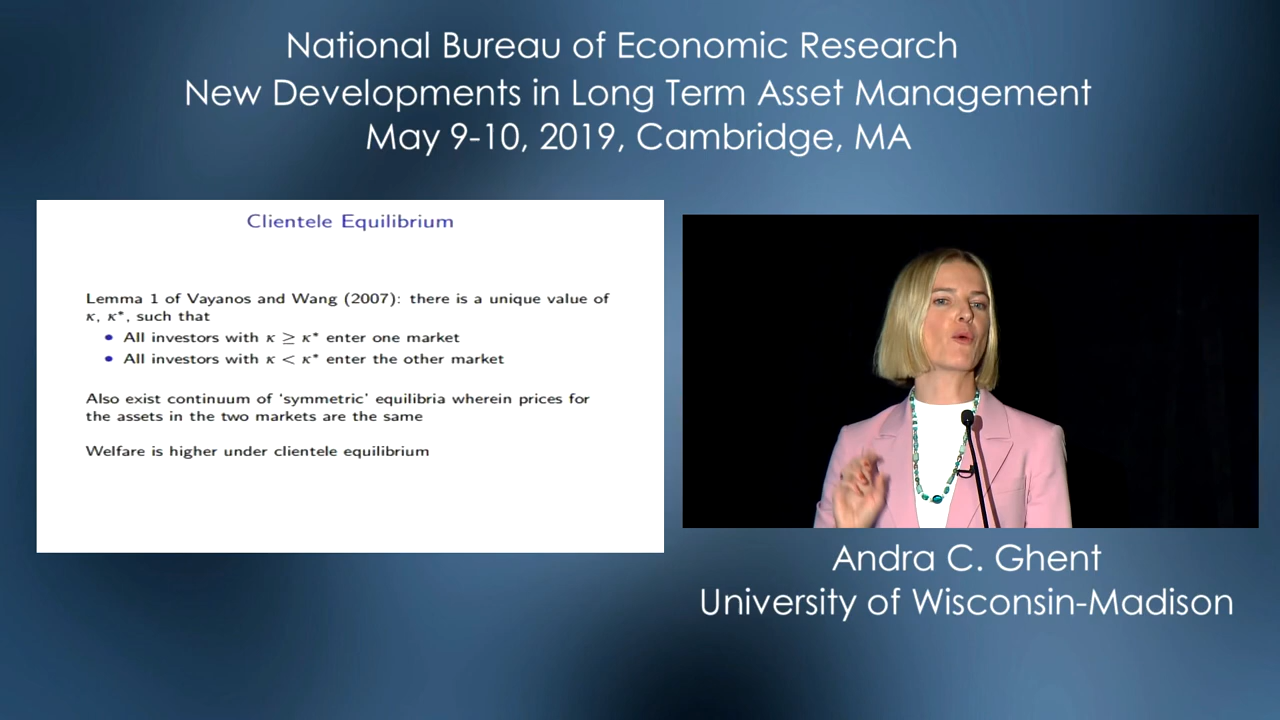 National Bureau of Economic Research
New Developments in Long Term Asset Management
May 9-10, 2019, Cambridge, MA
Clientele Equilibrium
Lemma 1 of Vayanos and Wang (2007): there is a unique value of
κ, κ*, such that
• All investors with κ ≥ κ* enter one market
• All investors with κ < κ* enter the other market
Also exist continuum of ‘symmetric’ equilibria wherein prices for
the assets in the two markets are the same
Welfare is higher under clientele equilibrium
Andra C. Ghent
University of Wisconsin-Madison